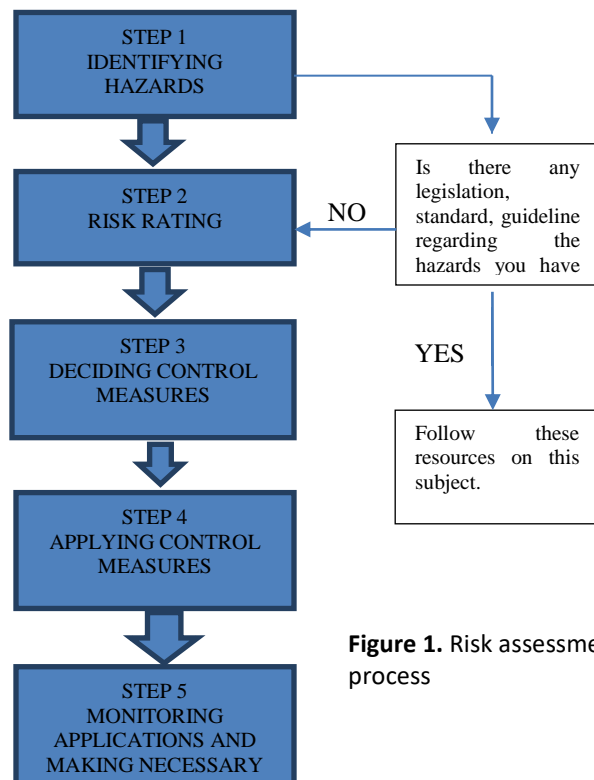 STEP 1
IDENTIFYING
HAZARDS
Is there any
legislation,
standard, guideline
regarding the
hazards you have
NO
STEP 2
RISK RATING
YES
STEP 3
DECIDING CONTROL
MEASURES
Follow these
resources on this
subject.
STEP 4
APPLYING CONTROL
MEASURES
Figure 1. Risk assessme
process
STEP 5
MONITORING
APPLICATIONS AND
MAKING NECESSARY